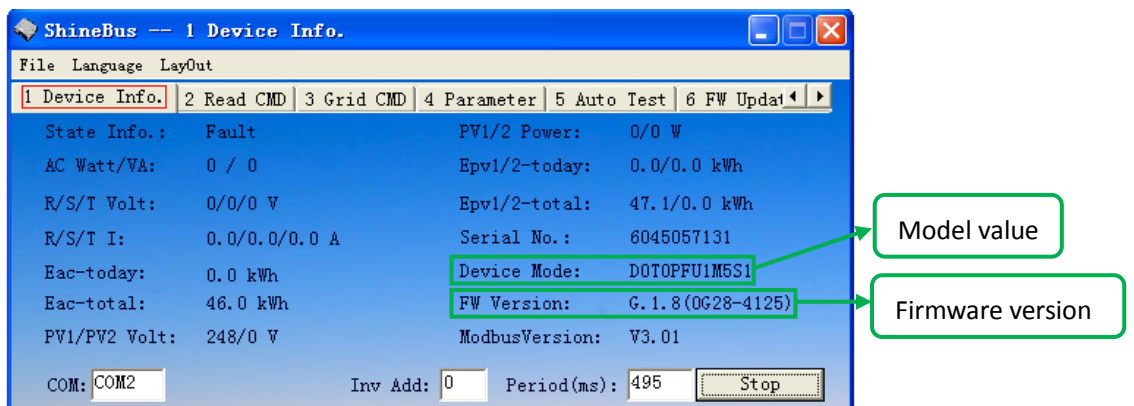 ShineBus -- 1 Device Info.
File Language LayOut
1 Device Info. 2 Read CMD 3 Grid CMD 4 Parameter 5 Auto Test 6 FW Updat
State Info.: Fault PV1/2 Power: 0/0 W
AC Watt/VA: 0 / 0 Epv1/2-today: 0.0/0.0 kWh
R/S/T Volt: 0/0/0 V Epv1/2-total: 47.1/0.0 kWh
R/S/T I: 0.0/0.0/0.0 A Serial No.: 6045057131
Eac-today: 0.0 kWh Device Mode: D0T0PFU1M5S1
Eac-total: 46.0 kWh FW Version: G.1.8(0G28-4125)
PV1/PV2 Volt: 248/0 V ModbusVersion: V3.01
COM: COM2 Inv Add: 0 Period(ms): 495 Stop
Model value
Firmware version